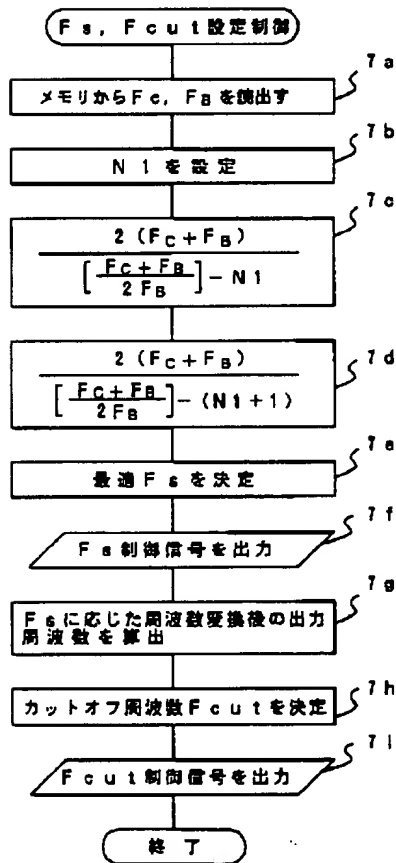 Fs, Fcut設定制御
7a
メモリからFc, FBを読出す
7b
N1を設定
7c
2(FC+FB)
[FC+FB
2FB]-N1
7d
2(FC+FB)
[FC+FB
2FB]-(N1+1)
7e
最適Fsを決定
7f
Fs制御信号を出力
7g
Fsに応じた周波数変換後の出力
周波数を算出
7h
カットオフ周波数Fcutを決定
7i
Fcut制御信号を出力
終了